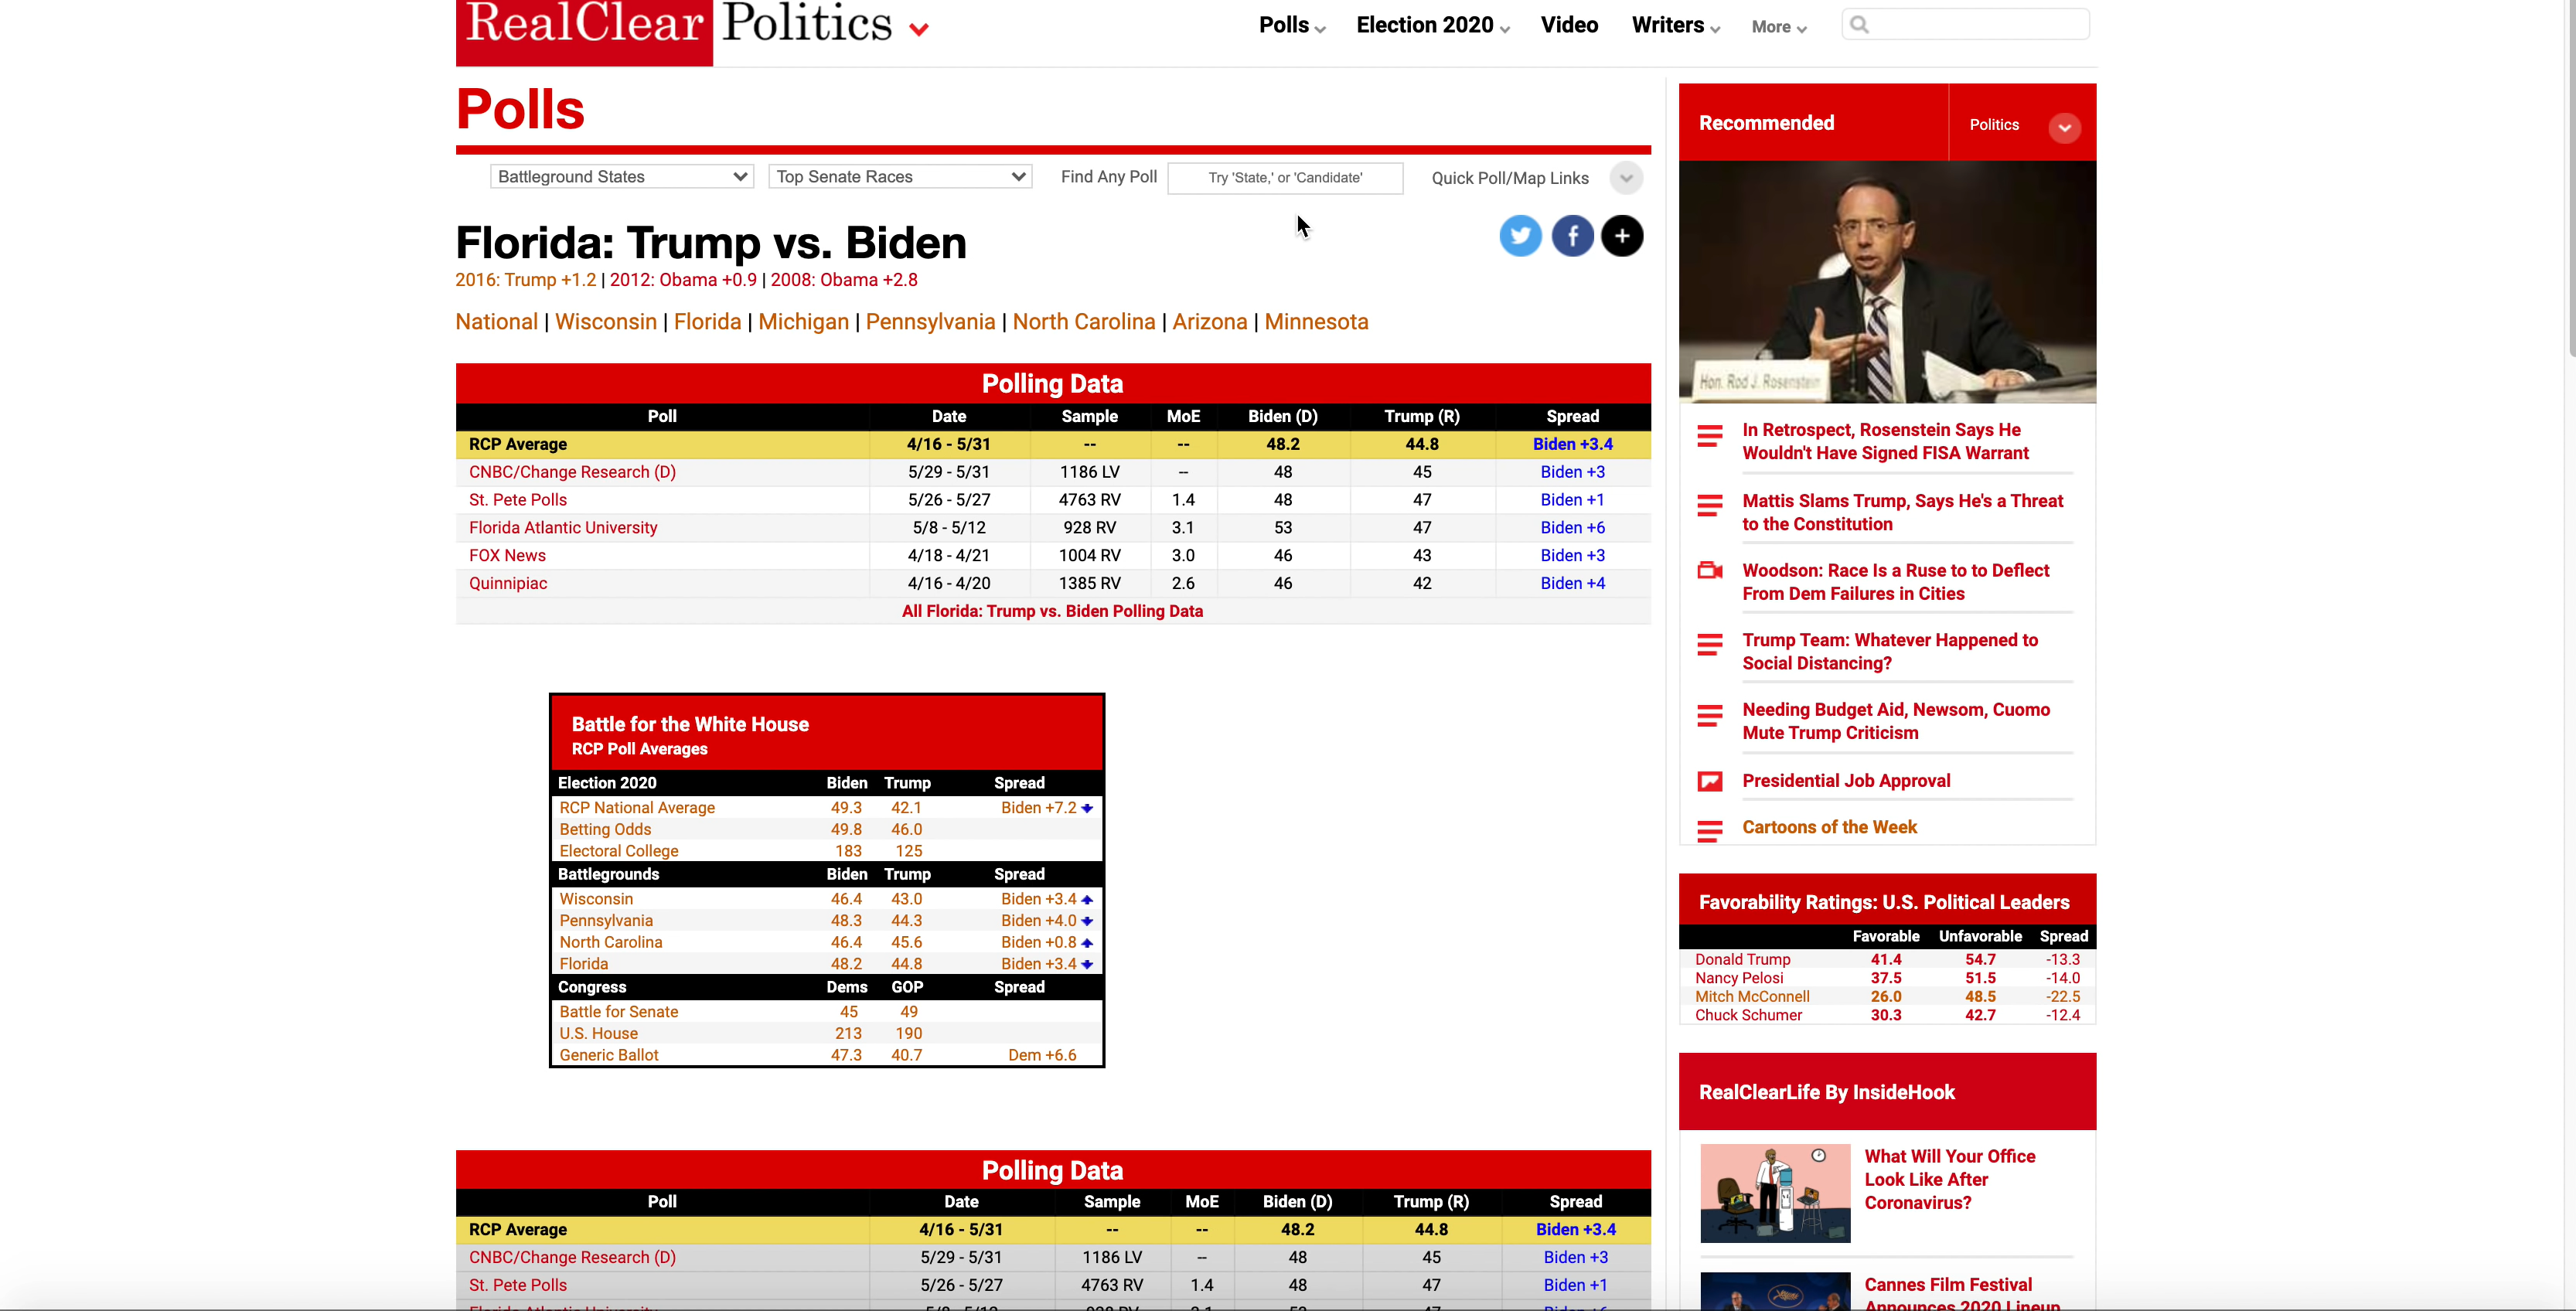 RealClear Politics
Polls Election 2020 Video Writers More
Polls
Battleground States Top Senate Races Find Any Poll Try 'State,' or 'Candidate' Quick Poll/Map Links
Florida: Trump vs. Biden
2016: Trump +1.2 | 2012: Obama +0.9 | 2008: Obama +2.8
National | Wisconsin | Florida | Michigan | Pennsylvania | North Carolina | Arizona | Minnesota
Polling Data
Poll Date Sample MoE Biden (D) Trump (R) Spread
RCP Average 4/16 - 5/31 -- -- 48.2 44.8 Biden +3.4
CNBC/Change Research (D) 5/29 - 5/31 1186 LV -- 48 45 Biden +3
St. Pete Polls 5/26 - 5/27 4763 RV 1.4 48 47 Biden +1
Florida Atlantic University 5/8 - 5/12 928 RV 3.1 53 47 Biden +6
FOX News 4/18 - 4/21 1004 RV 3.0 46 43 Biden +3
Quinnipiac 4/16 - 4/20 1385 RV 2.6 46 42 Biden +4
All Florida: Trump vs. Biden Polling Data
Battle for the White House
RCP Poll Averages
Election 2020 Biden Trump Spread
RCP National Average 49.3 42.1 Biden +7.2
Betting Odds 49.8 46.0
Electoral College 183 125
Battlegrounds Biden Trump Spread
Wisconsin 46.4 43.0 Biden +3.4
Pennsylvania 48.3 44.3 Biden +4.0
North Carolina 46.4 45.6 Biden +0.8
Florida 48.2 44.8 Biden +3.4
Congress Dems GOP Spread
Battle for Senate 45 49
U.S. House 213 190
Generic Ballot 47.3 40.7 Dem +6.6
Polling Data
Poll Date Sample MoE Biden (D) Trump (R) Spread
RCP Average 4/16 - 5/31 -- -- 48.2 44.8 Biden +3.4
CNBC/Change Research (D) 5/29 - 5/31 1186 LV -- 48 45 Biden +3
St. Pete Polls 5/26 - 5/27 4763 RV 1.4 48 47 Biden +1
Recommended Politics
Hon. Rod J. Rosenstein
In Retrospect, Rosenstein Says He
Wouldn't Have Signed FISA Warrant
Mattis Slams Trump, Says He's a Threat
to the Constitution
Woodson: Race Is a Ruse to to Deflect
From Dem Failures in Cities
Trump Team: Whatever Happened to
Social Distancing?
Needing Budget Aid, Newsom, Cuomo
Mute Trump Criticism
Presidential Job Approval
Cartoons of the Week
Favorability Ratings: U.S. Political Leaders
Favorable Unfavorable Spread
Donald Trump 41.4 54.7 -13.3
Nancy Pelosi 37.5 51.5 -14.0
Mitch McConnell 26.0 48.5 -22.5
Chuck Schumer 30.3 42.7 -12.4
RealClearLife By InsideHook
What Will Your Office
Look Like After
Coronavirus?
Cannes Film Festival
Announces 2020 Lineup